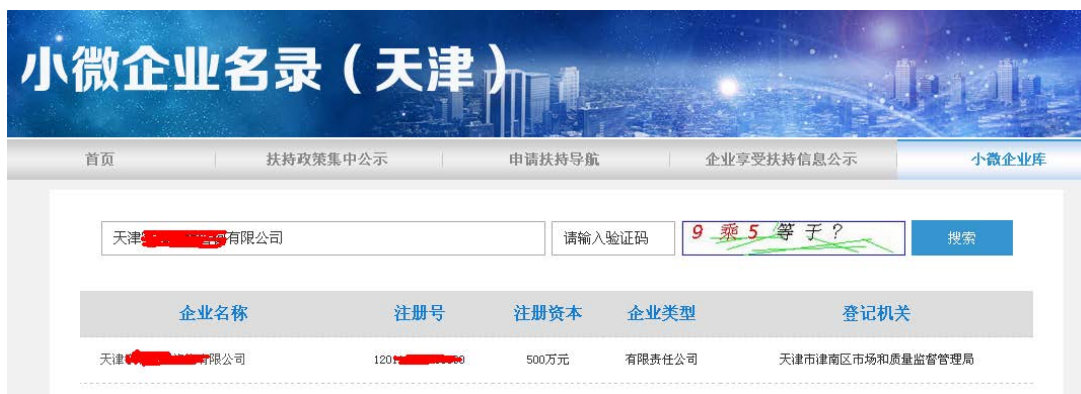 小微企业名录（天津）
首页 扶持政策集中公示 申请扶持导航 企业享受扶持信息公示 小微企业库
天津 有限公司 请输入验证码 9 乘 5 等于? 搜索
企业名称 注册号 注册资本 企业类型 登记机关
天津 有限公司 1201 500万元 有限责任公司 天津市津南区市场和质量监督管理局